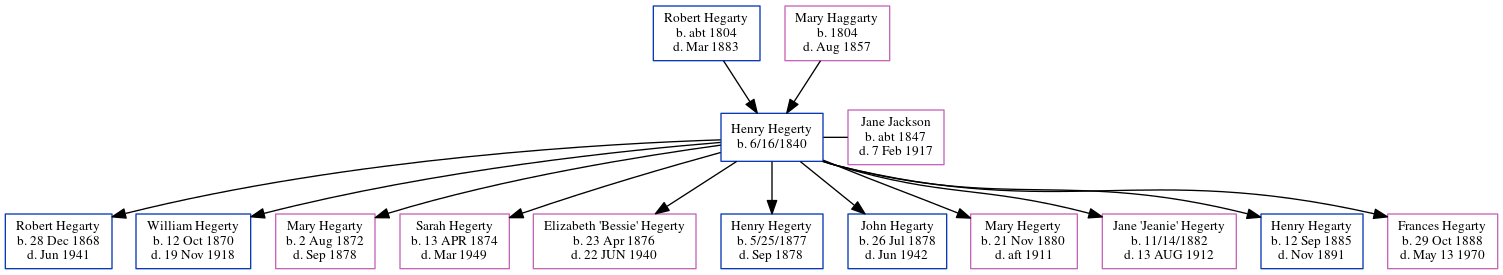 Robert Hegarty
b. abt 1804
d. Mar 1883
Mary Haggarty
b. 1804
d. Aug 1857
Henry Hegerty
b. 6/16/1840
Jane Jackson
b. abt 1847
d. 7 Feb 1917
Robert Hegarty
b. 28 Dec 1868
d. Jun 1941
William Hegerty
b. 12 Oct 1870
d. 19 Nov 1918
Mary Hegarty
b. 2 Aug 1872
d. Sep 1878
Sarah Hegerty
b. 13 APR 1874
d. Mar 1949
Elizabeth 'Bessie' Hegerty
b. 23 Apr 1876
d. 22 JUN 1940
Henry Hegerty
b. 5/25/1877
d. Sep 1878
John Hegarty
b. 26 Jul 1878
d. Jun 1942
Mary Hegerty
b. 21 Nov 1880
d. aft 1911
Jane 'Jeanie' Hegerty
b. 11/14/1882
d. 13 AUG 1912
Henry Hegarty
b. 12 Sep 1885
d. Nov 1891
Frances Hegarty
b. 29 Oct 1888
d. May 13 1970